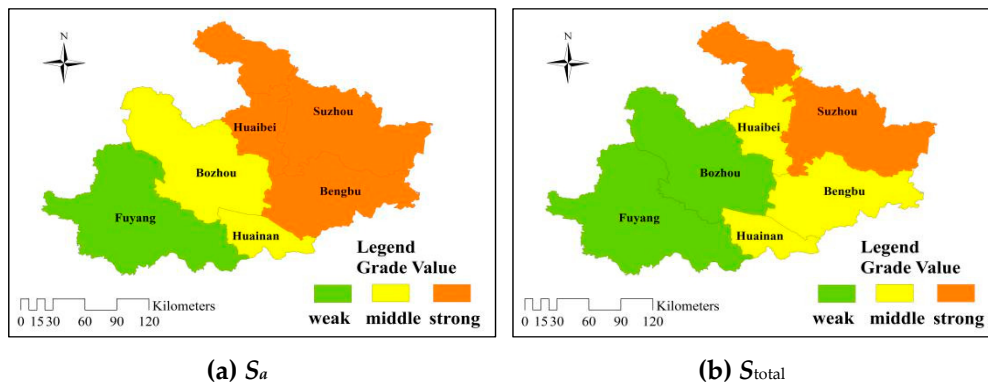 N
Suzhou
Huaibei
Bozhou
Bengbu
Fuyang
Huainan
Legend
Grade Value
Kilometers
0 15 30 60 90 120
weak middle strong
(a) Sa
N
Suzhou
Huaibei
Bozhou
Bengbu
Fuyang
Huainan
Legend
Grade Value
Kilometers
0 15 30 60 90 120
weak middle strong
(b) Stotal